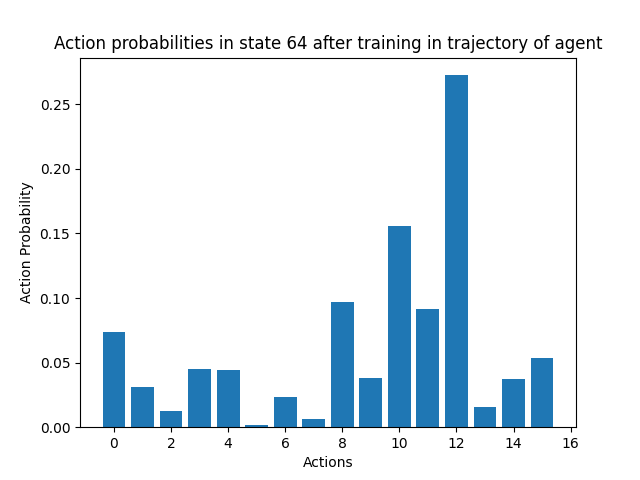 Action probabilities in state 64 after training in trajectory of agent
0.25
0.20
0.15
0.10
0.05
0.00
Action Probability
0 2 4 6 8 10 12 14 16
Actions